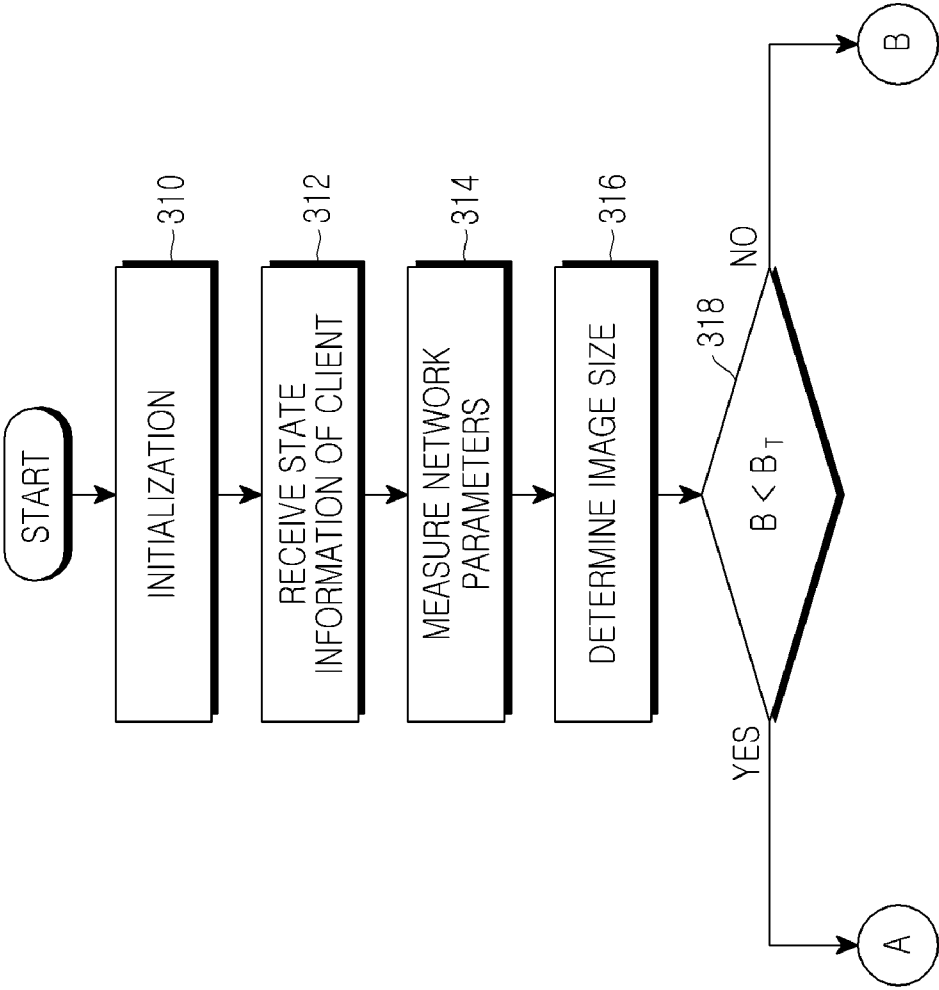 START
INITIALIZATION
310
RECEIVE STATE
INFORMATION OF CLIENT
312
MEASURE NETWORK
PARAMETERS
314
DETERMINE IMAGE SIZE
316
B < B_T
318
YES
NO
A
B